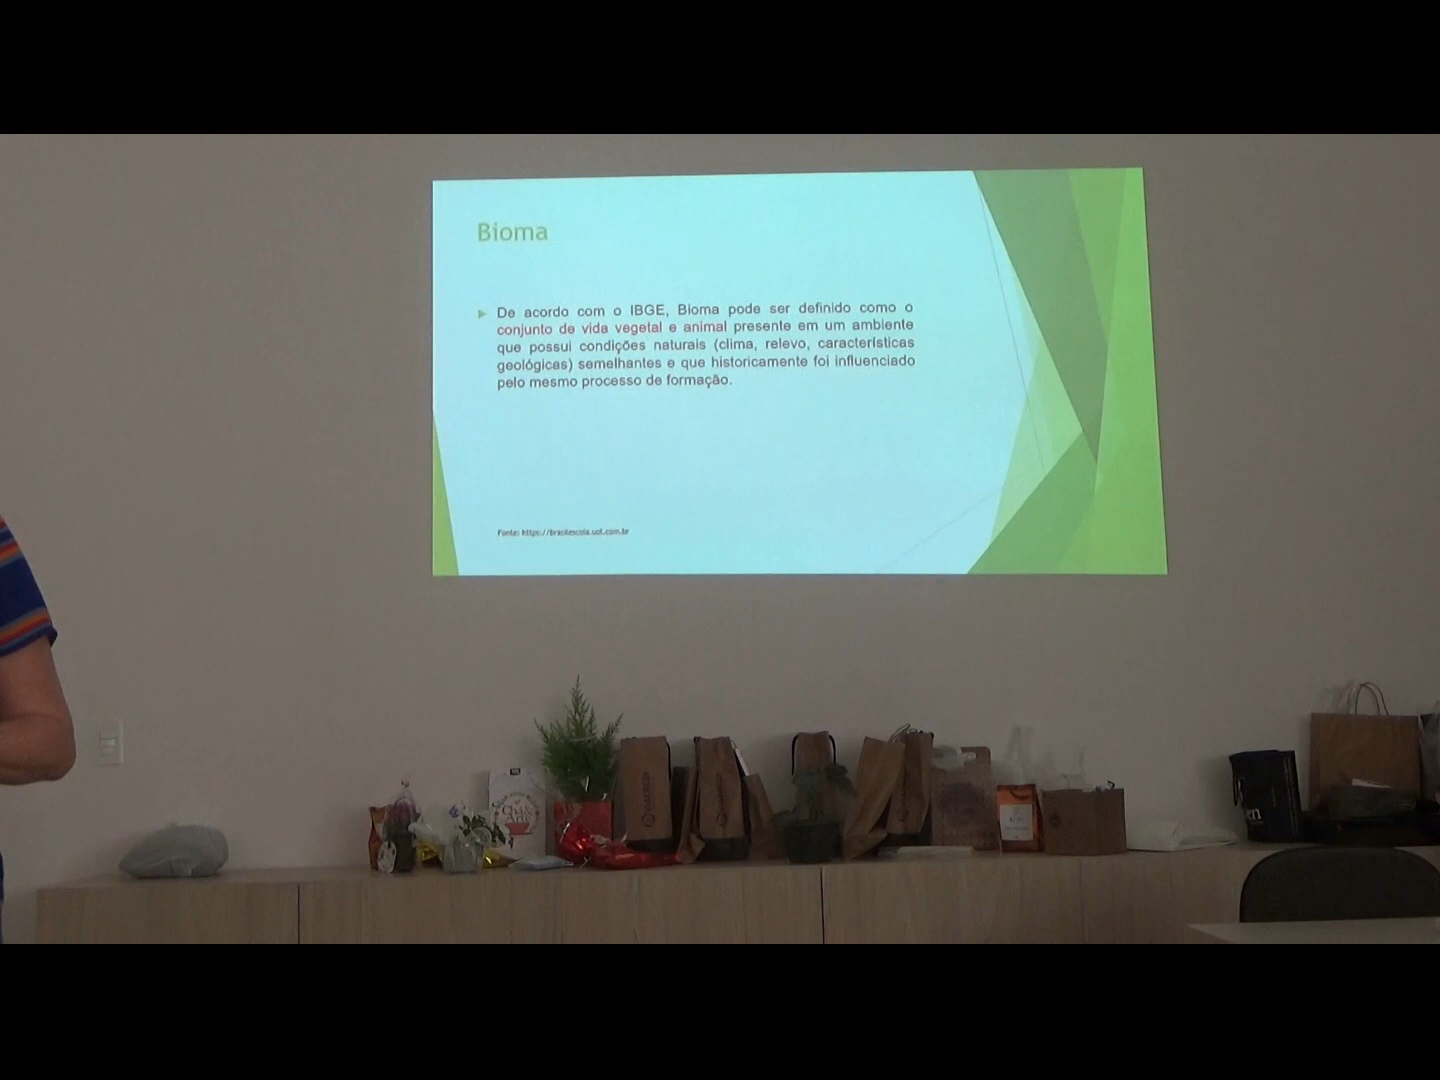 Bioma
De acordo com o IBGE, Bioma pode ser definido como o
conjunto de vida vegetal e animal presente em um ambiente
que possui condições naturais (clima, relevo, características
geológicas) semelhantes e que historicamente foi influenciado
pelo mesmo processo de formação.
Fonte: https://brasilescola.uol.com.br